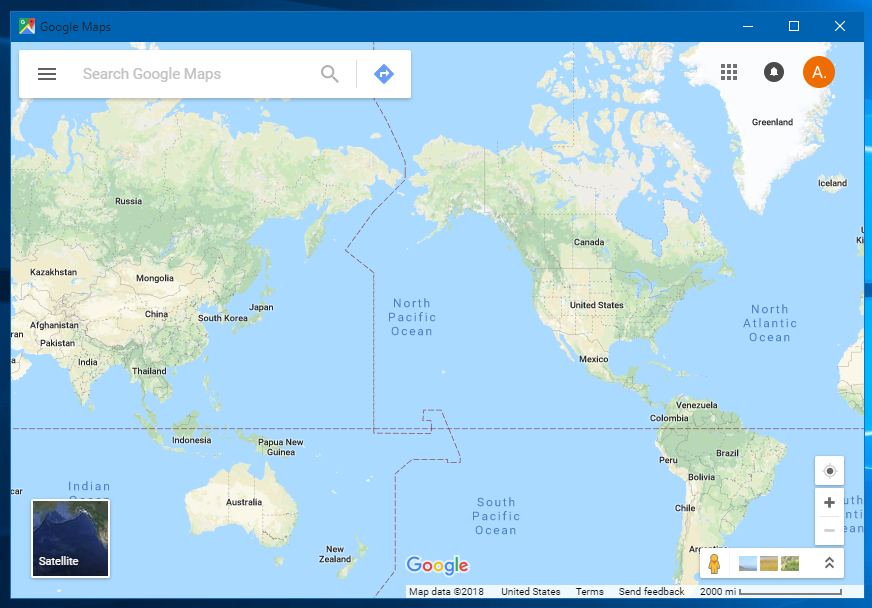 Google Maps
Search Google Maps
A.
Greenland
Iceland
Russia
Canada
Kazakhstan
Mongolia
North
Pacific
Ocean
United States
North
Atlantic
Ocean
Japan
China
South Korea
Afghanistan
Pakistan
India
Mexico
Thailand
Venezuela
Colombia
Indonesia
Papua New
Guinea
Brazil
Peru
Bolivia
Indian
Ocean
Australia
South
Pacific
Ocean
Chile
New
Zealand
Argentina
Satellite
Google
Map data ©2018 United States Terms Send feedback 2000 mi